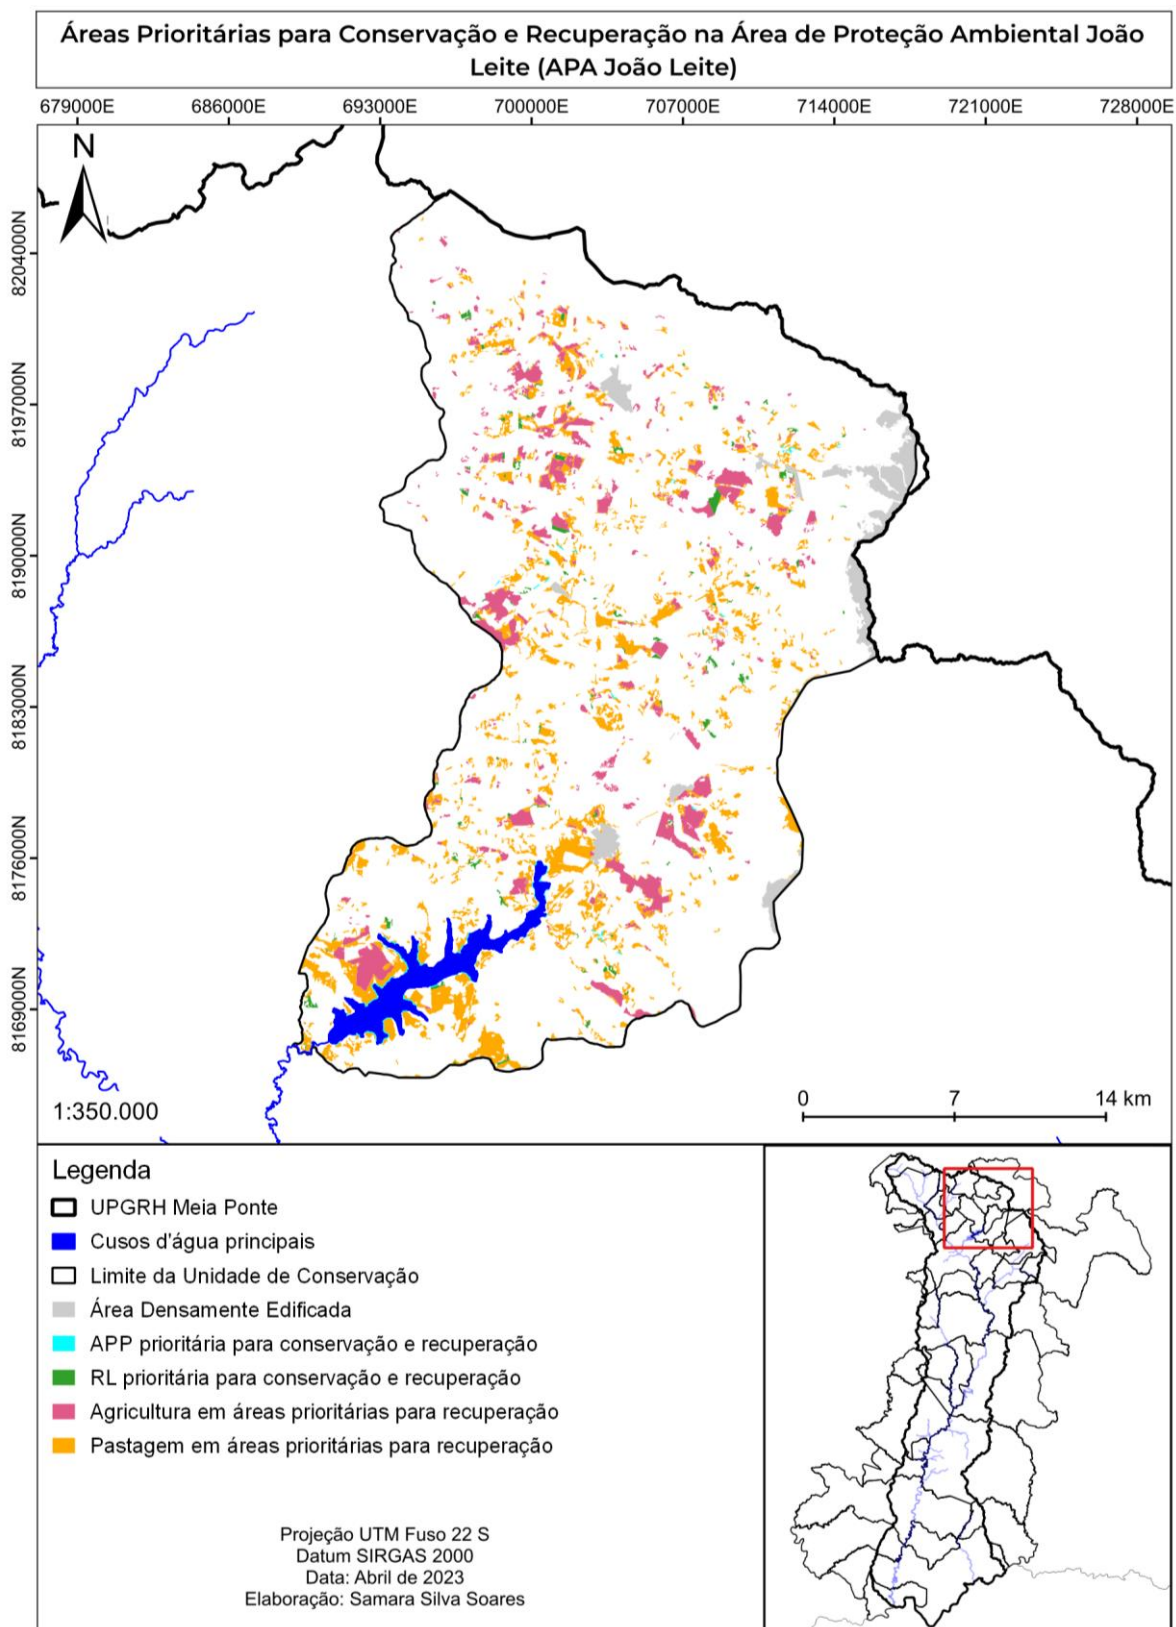 Áreas Prioritárias para Conservação e Recuperação na Área de Proteção Ambiental João
Leite (APA João Leite)
679000E 686000E 693000E 700000E 707000E 714000E 721000E 728000E
N
8204000N
8197000N
8190000N
8183000N
8176000N
8169000N
1:350.000
0 7 14 km
Legenda
UPGRH Meia Ponte
Cusos d'água principais
Limite da Unidade de Conservação
Área Densamente Edificada
APP prioritária para conservação e recuperação
RL prioritária para conservação e recuperação
Agricultura em áreas prioritárias para recuperação
Pastagem em áreas prioritárias para recuperação
Projeção UTM Fuso 22 S
Datum SIRGAS 2000
Data: Abril de 2023
Elaboração: Samara Silva Soares